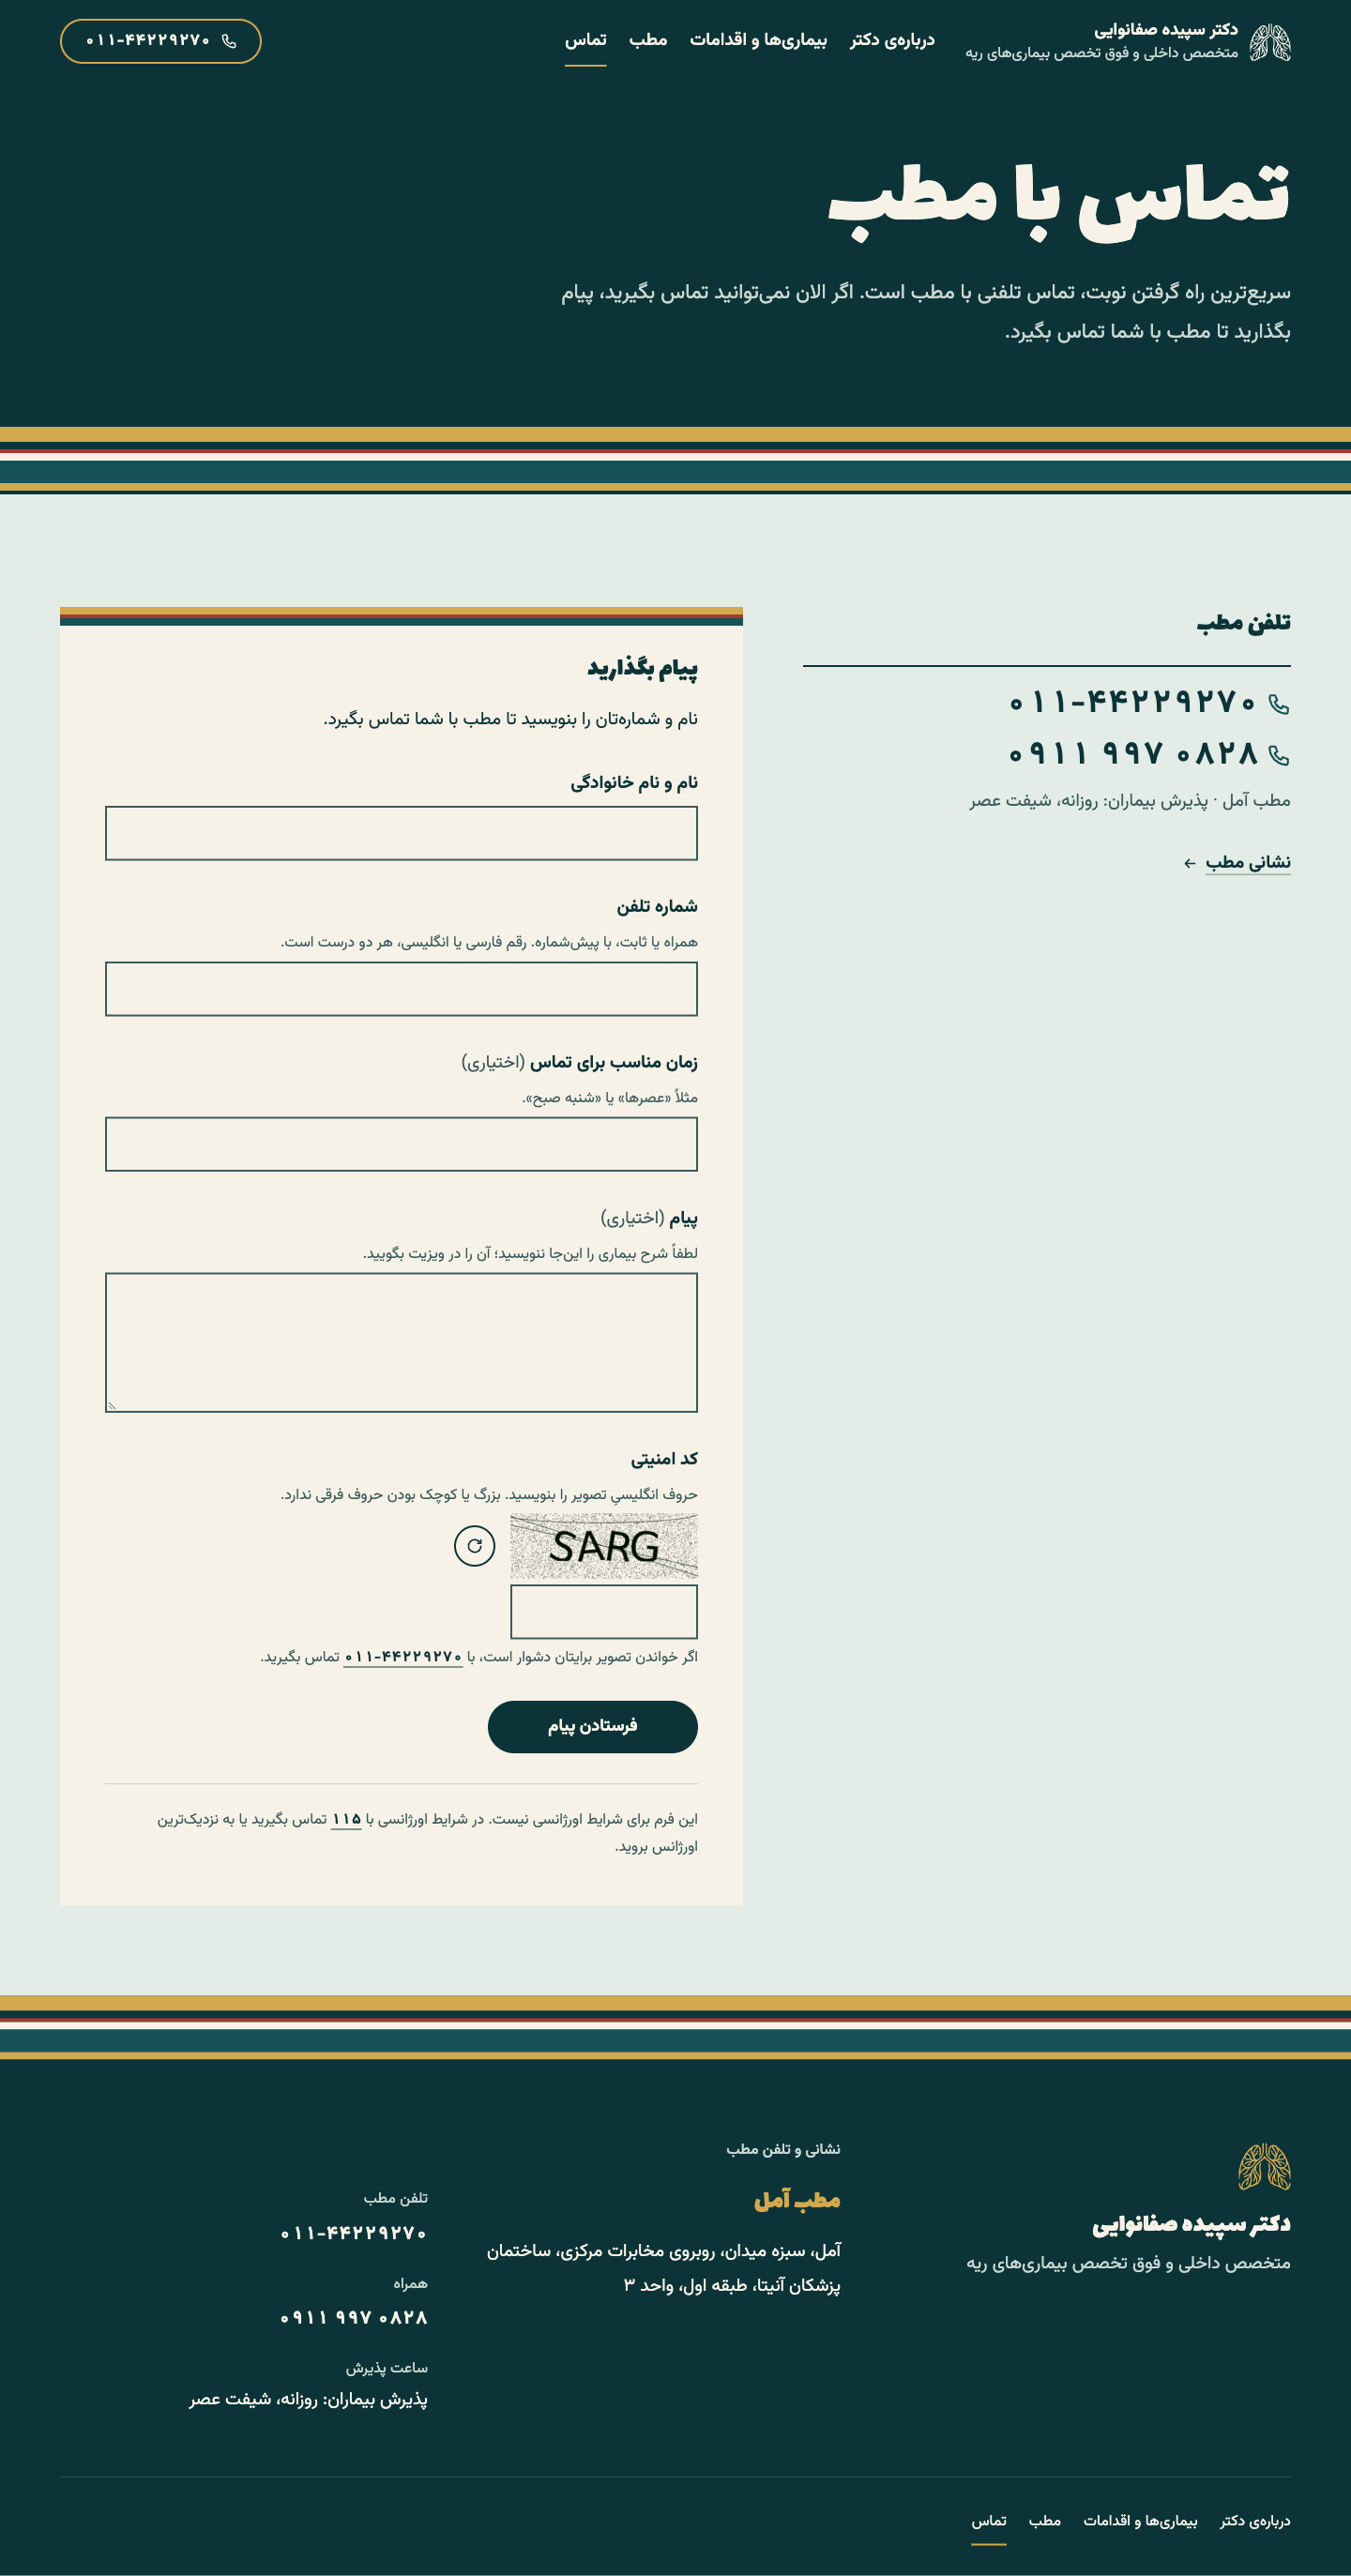 دکتر سپیده صفانوایی
متخصص داخلی و فوق تخصص بیماری‌های ریه
درباره‌ی دکتر
بیماری‌ها و اقدامات
مطب
تماس
۰۱۱-۴۴۲۲۹۲۷۰
تماس با مطب
سریع‌ترین راه گرفتن نوبت، تماس تلفنی با مطب است. اگر الان نمی‌توانید تماس بگیرید، پیام
بگذارید تا مطب با شما تماس بگیرد.
تلفن مطب
۰۱۱-۴۴۲۲۹۲۷۰
۰۹۱۱ ۹۹۷ ۰۸۲۸
مطب آمل · پذیرش بیماران: روزانه، شیفت عصر
نشانی مطب ←
پیام بگذارید
نام و شماره‌تان را بنویسید تا مطب با شما تماس بگیرد.
نام و نام خانوادگی
شماره تلفن
همراه یا ثابت، با پیش‌شماره. رقم فارسی یا انگلیسی، هر دو درست است.
زمان مناسب برای تماس (اختیاری)
مثلاً «عصرها» یا «شنبه صبح».
پیام (اختیاری)
لطفاً شرح بیماری را این‌جا ننویسید؛ آن را در ویزیت بگویید.
کد امنیتی
حروف انگلیسیِ تصویر را بنویسید. بزرگ یا کوچک بودن حروف فرقی ندارد.
SARG
اگر خواندن تصویر برایتان دشوار است، با ۰۱۱-۴۴۲۲۹۲۷۰ تماس بگیرید.
فرستادن پیام
این فرم برای شرایط اورژانسی نیست. در شرایط اورژانسی با ۱۱۵ تماس بگیرید یا به نزدیک‌ترین
اورژانس بروید.
دکتر سپیده صفانوایی
متخصص داخلی و فوق تخصص بیماری‌های ریه
نشانی و تلفن مطب
مطب آمل
آمل، سبزه میدان، روبروی مخابرات مرکزی، ساختمان
پزشکان آنیتا، طبقه اول، واحد ۳
تلفن مطب
۰۱۱-۴۴۲۲۹۲۷۰
همراه
۰۹۱۱ ۹۹۷ ۰۸۲۸
ساعت پذیرش
پذیرش بیماران: روزانه، شیفت عصر
درباره‌ی دکتر
بیماری‌ها و اقدامات
مطب
تماس